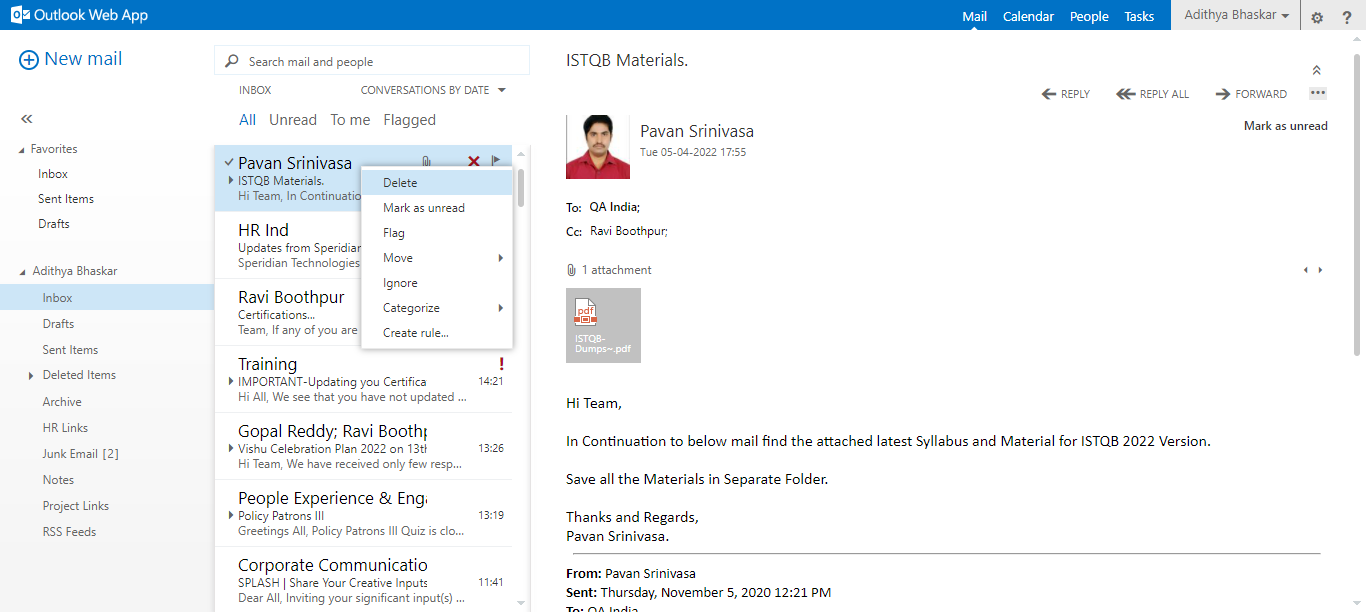 Outlook Web App
Mail Calendar People Tasks Adithya Bhaskar
New mail
Favorites
Inbox
Sent Items
Drafts
Adithya Bhaskar
Inbox
Drafts
Sent Items
Deleted Items
Archive
HR Links
Junk Email [2]
Notes
Project Links
RSS Feeds
Search mail and people
INBOX CONVERSATIONS BY DATE
All Unread To me Flagged
Pavan Srinivasa
ISTQB Materials.
Hi Team, In Continuatio
HR Ind
Updates from Speridian
Speridian Technologies
Ravi Boothpur
Certifications...
Team, If any of you are
Delete
Mark as unread
Flag
Move
Ignore
Categorize
Create rule...
Training !
IMPORTANT-Updating you Certifica 14:21
Hi All, We see that you have not updated ...
Gopal Reddy; Ravi Boothp
Vishu Celebration Plan 2022 on 13th 13:26
Hi Team, We have received only few resp...
People Experience & Enga
Policy Patrons III 13:19
Greetings All, Policy Patrons III Quiz is clo...
Corporate Communicatio
SPLASH | Share Your Creative Inputs 11:41
Dear All, Inviting your significant input(s) ...
ISTQB Materials.
REPLY REPLY ALL FORWARD
Mark as unread
Pavan Srinivasa
Tue 05-04-2022 17:55
To: QA India;
Cc: Ravi Boothpur;
1 attachment
pdf
ISTQB-
Dumps~.pdf
Hi Team,
In Continuation to below mail find the attached latest Syllabus and Material for ISTQB 2022 Version.
Save all the Materials in Separate Folder.
Thanks and Regards,
Pavan Srinivasa.
From: Pavan Srinivasa
Sent: Thursday, November 5, 2020 12:21 PM
To: QA India